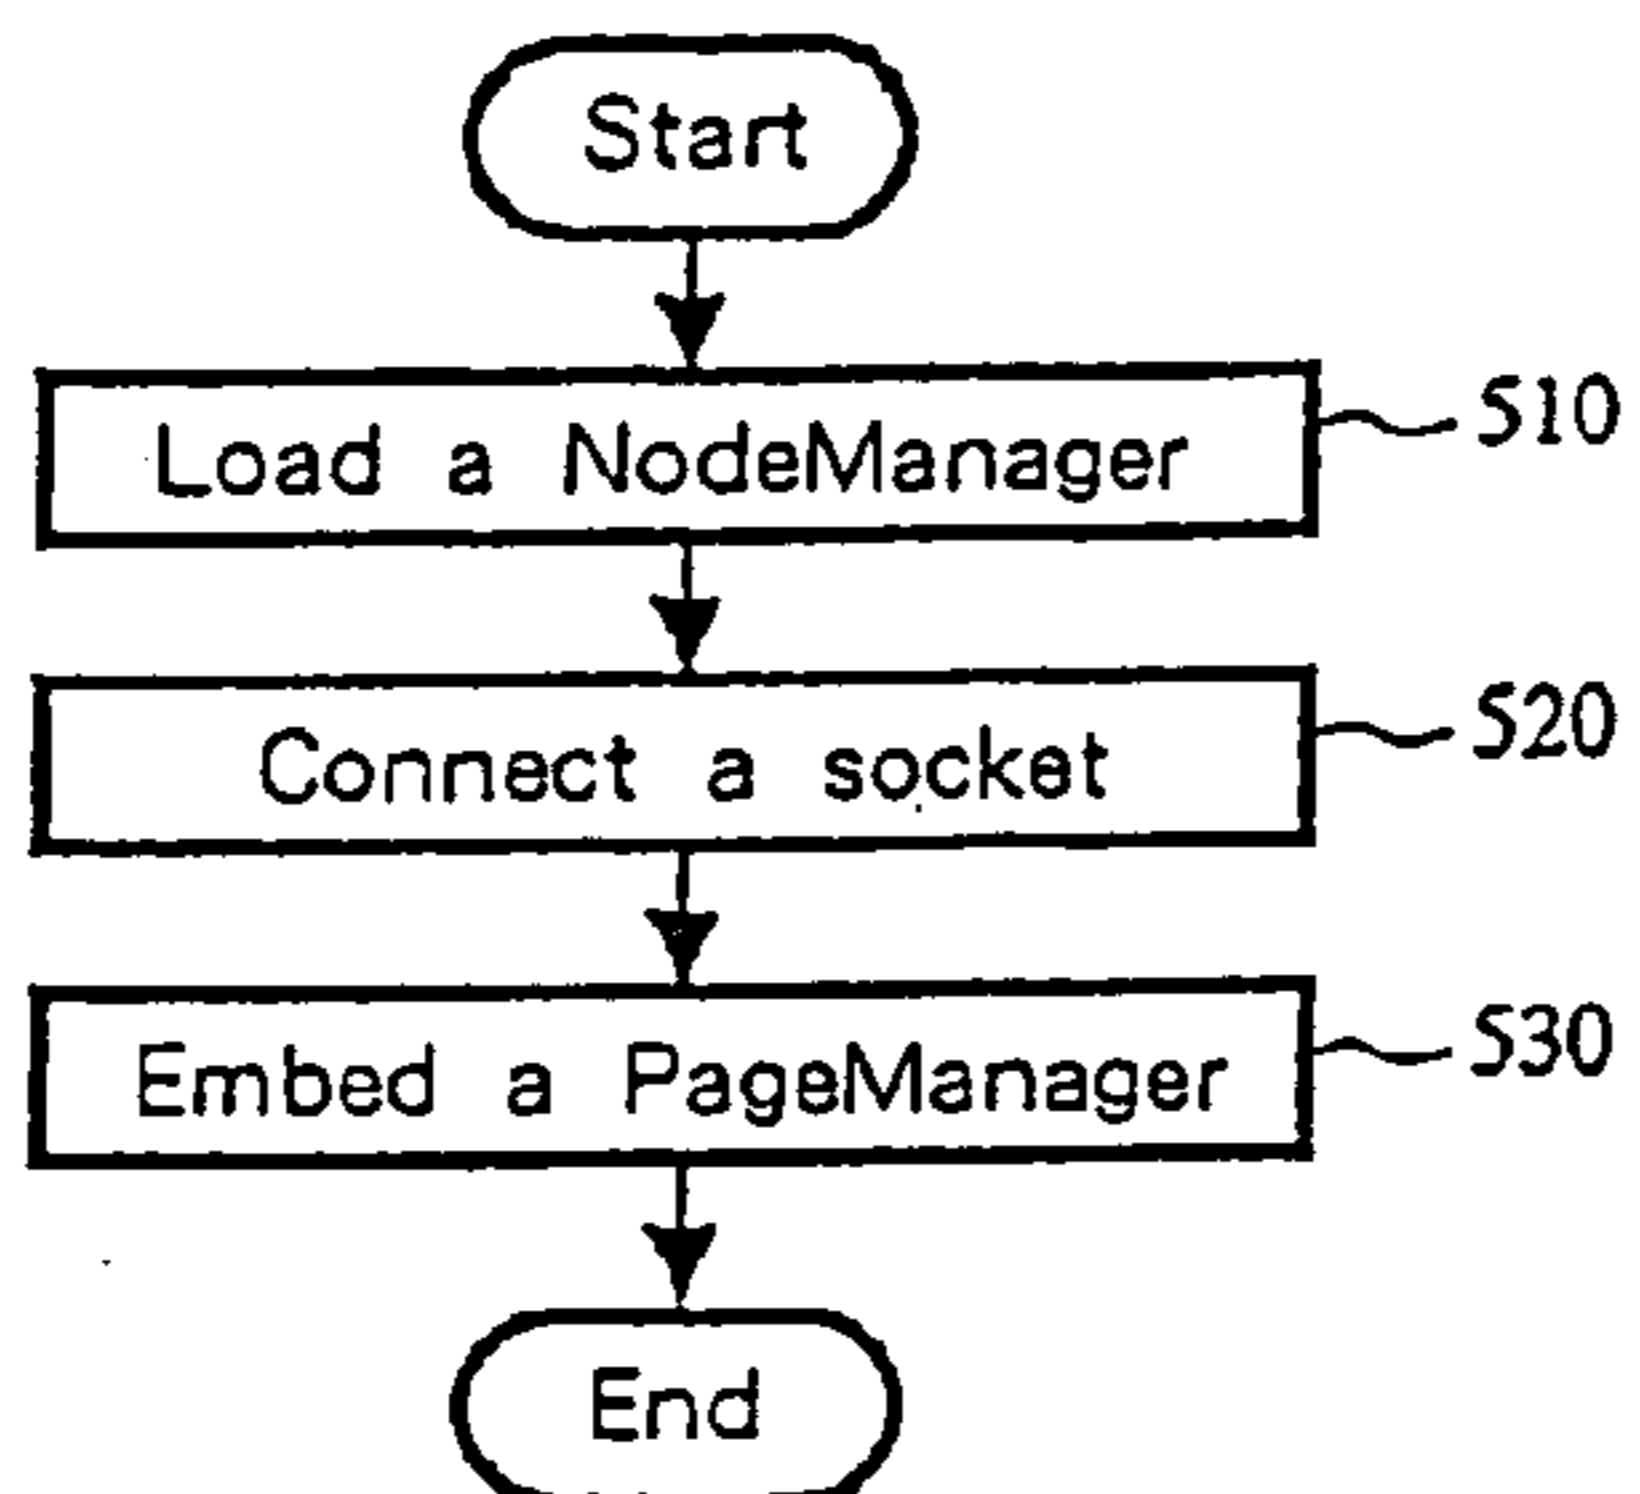 Start
Load a NodeManager
510
Connect a socket
520
Embed a PageManager
530
End